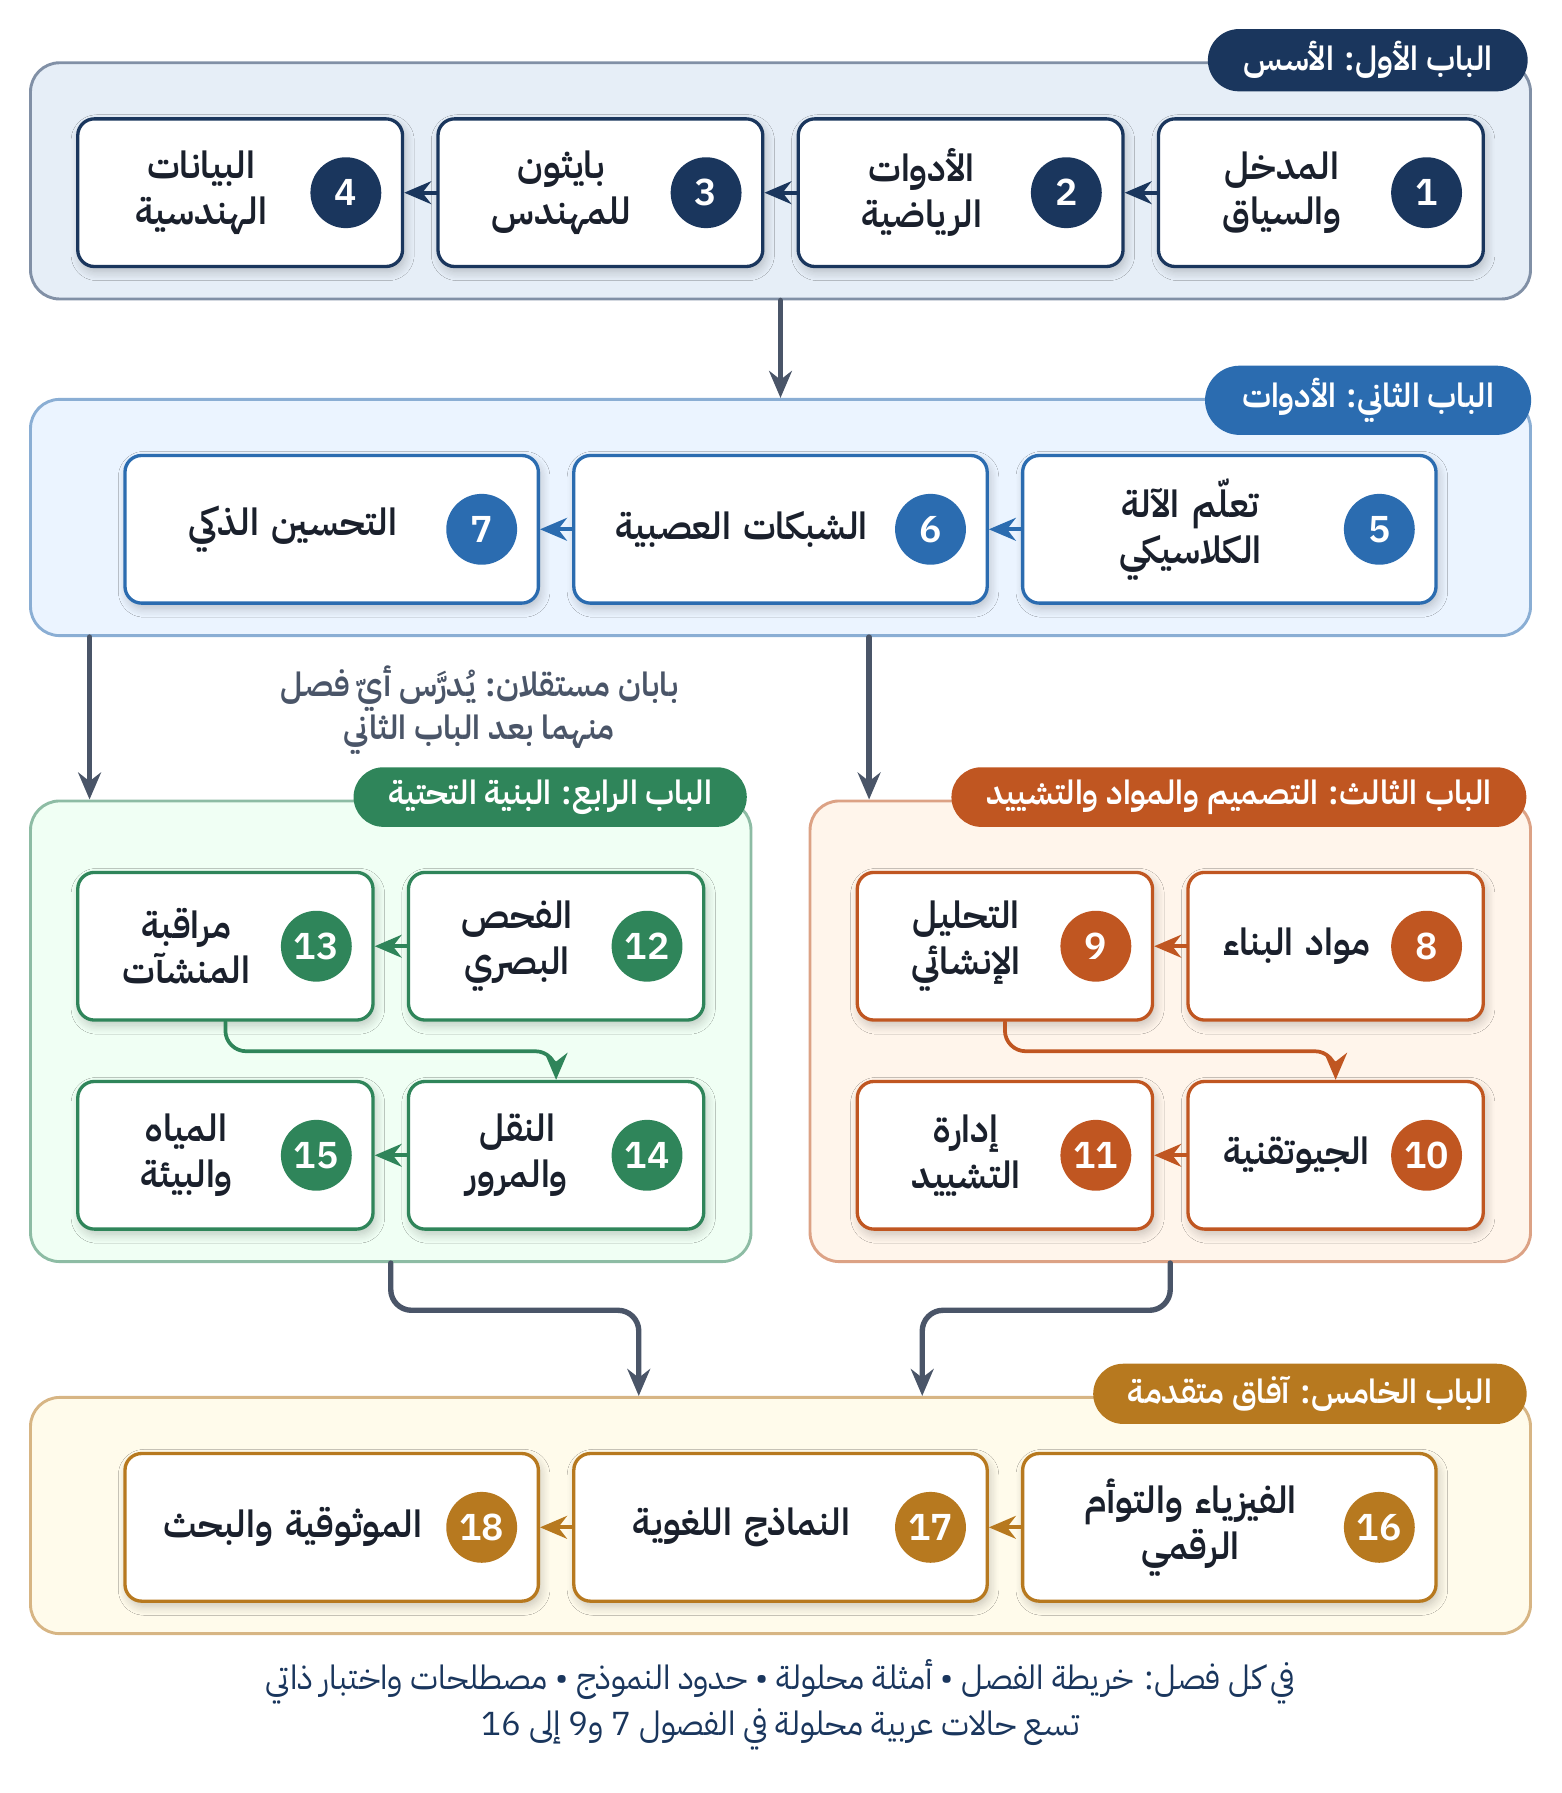 الباب الأول: الأسس
1
المدخل
والسياق
2
الأدوات
الرياضية
3
بايثون
للمهندس
4
البيانات
الهندسية
الباب الثاني: الأدوات
5
تعلّم الآلة
الكلاسيكي
6
الشبكات العصبية
7
التحسين الذكي
بابان مستقلان: يُدرَّس أيّ فصل
منهما بعد الباب الثاني
الباب الثالث: التصميم والمواد والتشييد
8
مواد البناء
9
التحليل
الإنشائي
10
الجيوتقنية
11
إدارة
التشييد
الباب الرابع: البنية التحتية
12
الفحص
البصري
13
مراقبة
المنشآت
14
النقل
والمرور
15
المياه
والبيئة
الباب الخامس: آفاق متقدمة
16
الفيزياء والتوأم
الرقمي
17
النماذج اللغوية
18
الموثوقية والبحث
في كل فصل: خريطة الفصل • أمثلة محلولة • حدود النموذج • مصطلحات واختبار ذاتي
تسع حالات عربية محلولة في الفصول 7 و9 إلى 16